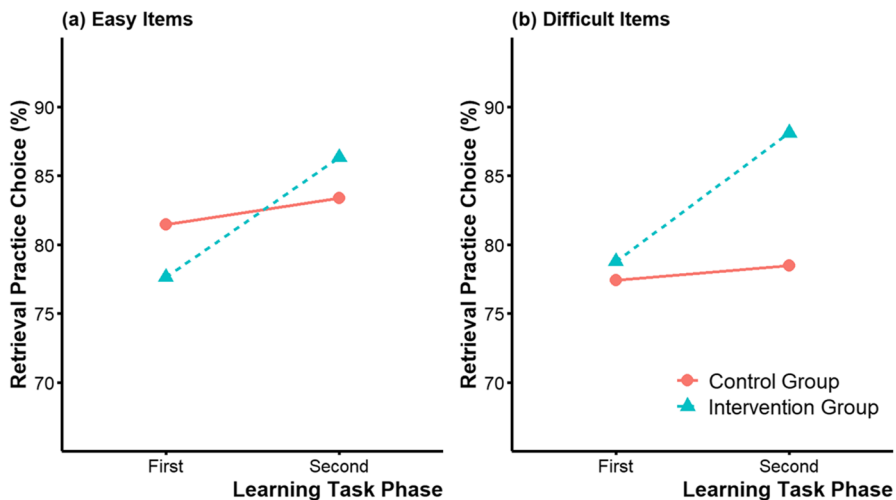 (a) Easy Items
Retrieval Practice Choice (%)
90
85
80
75
70
First Second
Learning Task Phase
(b) Difficult Items
Retrieval Practice Choice (%)
90
85
80
75
70
Control Group
Intervention Group
First Second
Learning Task Phase